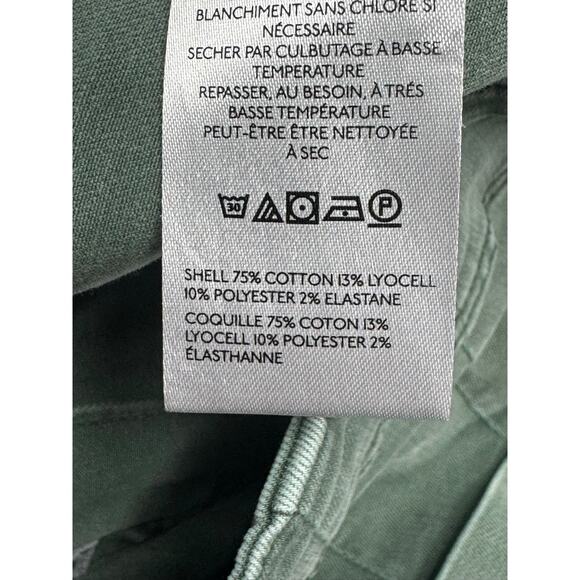 BLANCHIMENT SANS CHLORE SI
NÉCESSAIRE
SECHER PAR CULBUTAGE À BASSE
TEMPERATURE
REPASSER, AU BESOIN, À TRÉS
BASSE TEMPÉRATURE
PEUT-ÊTRE ÊTRE NETTOYÉE
À SEC
30 P
SHELL 75% COTTON 13% LYOCELL
10% POLYESTER 2% ELASTANE
COQUILLE 75% COTON 13%
LYOCELL 10% POLYESTER 2%
ÉLASTHANNE